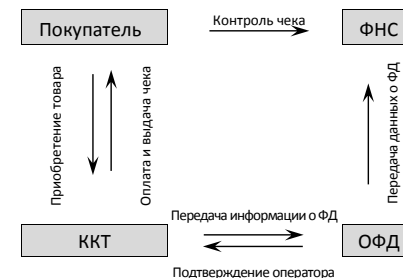 Покупатель
Контроль чека
ФНС
Приобретение товара
Оплата и выдача чека
Передача данных о ФД
Передача информации о ФД
ККТ
ОФД
Подтверждение оператора